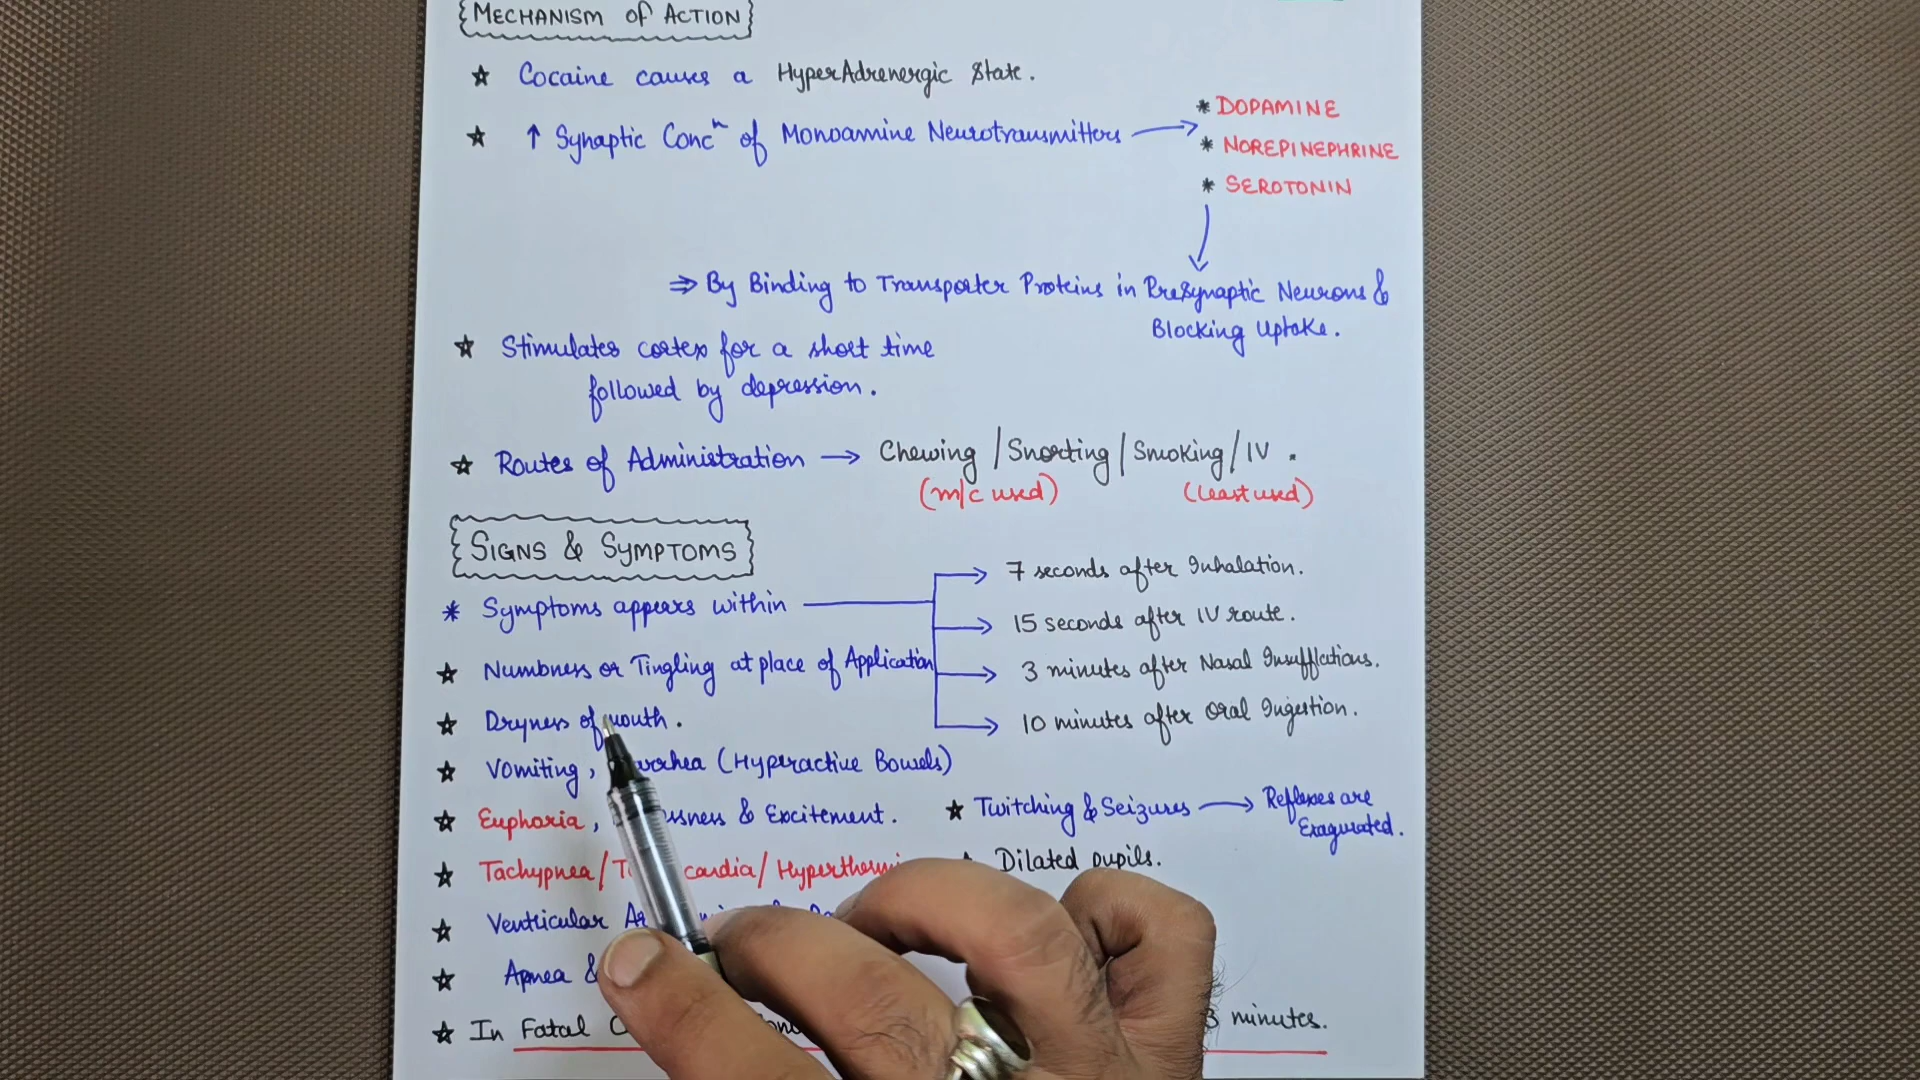 MECHANISM of ACTION
☆ Cocaine causes a HyperAdrenergic State.
☆ ↑ Synaptic Concⁿ of Monoamine Neurotransmitters →
* DOPAMINE
* NOREPINEPHRINE
* SEROTONIN
⇒ By Binding to Transporter Proteins in PreSynaptic Neurons &
Blocking Uptake.
☆ Stimulates cortex for a short time
followed by depression.
☆ Routes of Administration → Chewing / Snorting / Smoking / IV.
(m/c used) (least used)
SIGNS & SYMPTOMS
* Symptoms appears within
→ 7 seconds after Inhalation.
→ 15 seconds after IV route.
→ 3 minutes after Nasal Insufflations.
→ 10 minutes after Oral Ingestion.
☆ Numbness or Tingling at place of Application
☆ Dryness of mouth.
☆ Vomiting, (Hyperactive Bowels)
☆ Euphoria, & Excitement.
★ Twitching & Seizures → Reflexes are
Exagurated.
☆ Tachypnea /
Dilated pupils.
☆ Ventricular
☆ Apnea &
☆ In Fatal
3 minutes.